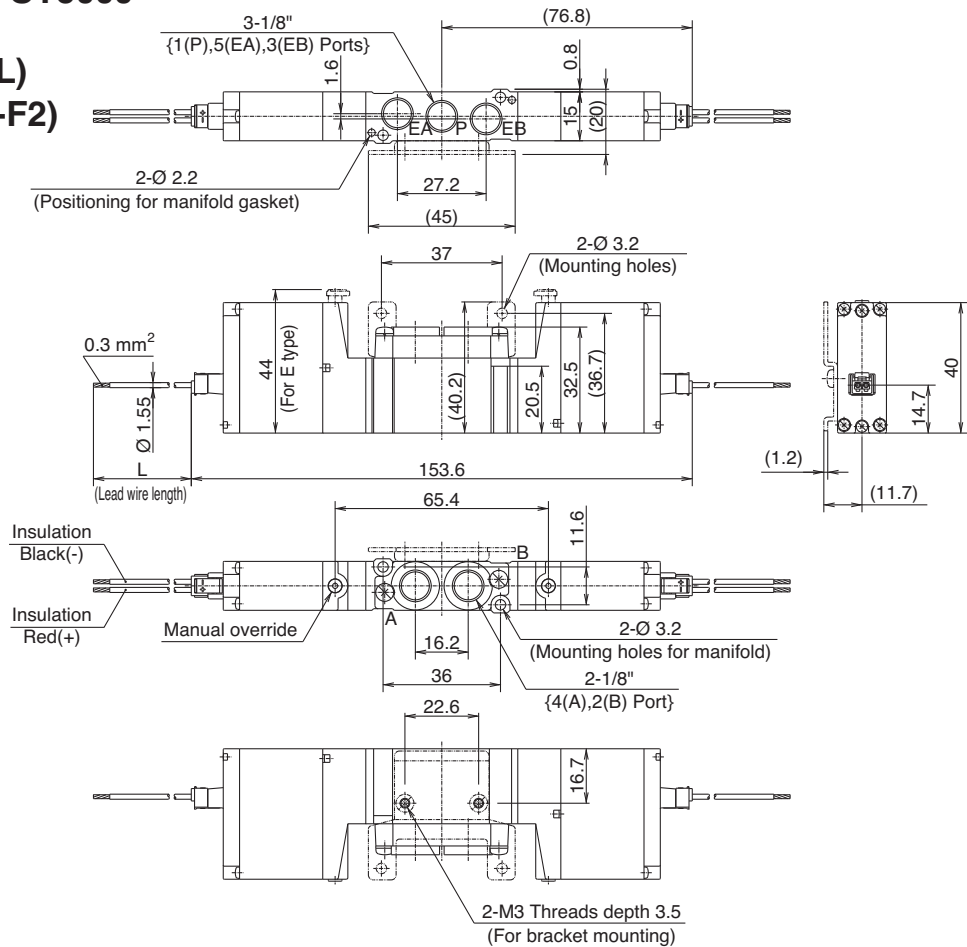 3-1/8"
{1(P),5(EA),3(EB) Ports}
(76.8)
L)
-F2)
1.6
0.8
15
(20)
EA
P
EB
2-Ø 2.2
(Positioning for manifold gasket)
27.2
(45)
37
2-Ø 3.2
(Mounting holes)
0.3 mm2
Ø 1.55
44
(For E type)
(40.2)
20.5
32.5
(36.7)
40
14.7
L
(Lead wire length)
153.6
(1.2)
(11.7)
65.4
11.6
Insulation
Black(-)
B
Insulation
Red(+)
A
Manual override
16.2
2-Ø 3.2
(Mounting holes for manifold)
36
2-1/8"
{4(A),2(B) Port}
22.6
16.7
2-M3 Threads depth 3.5
(For bracket mounting)